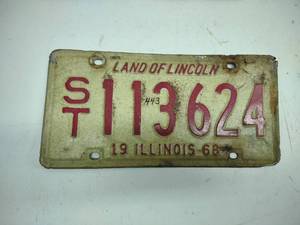 LAND OF LINCOLN
ST 113624
443
19 ILLINOIS 68